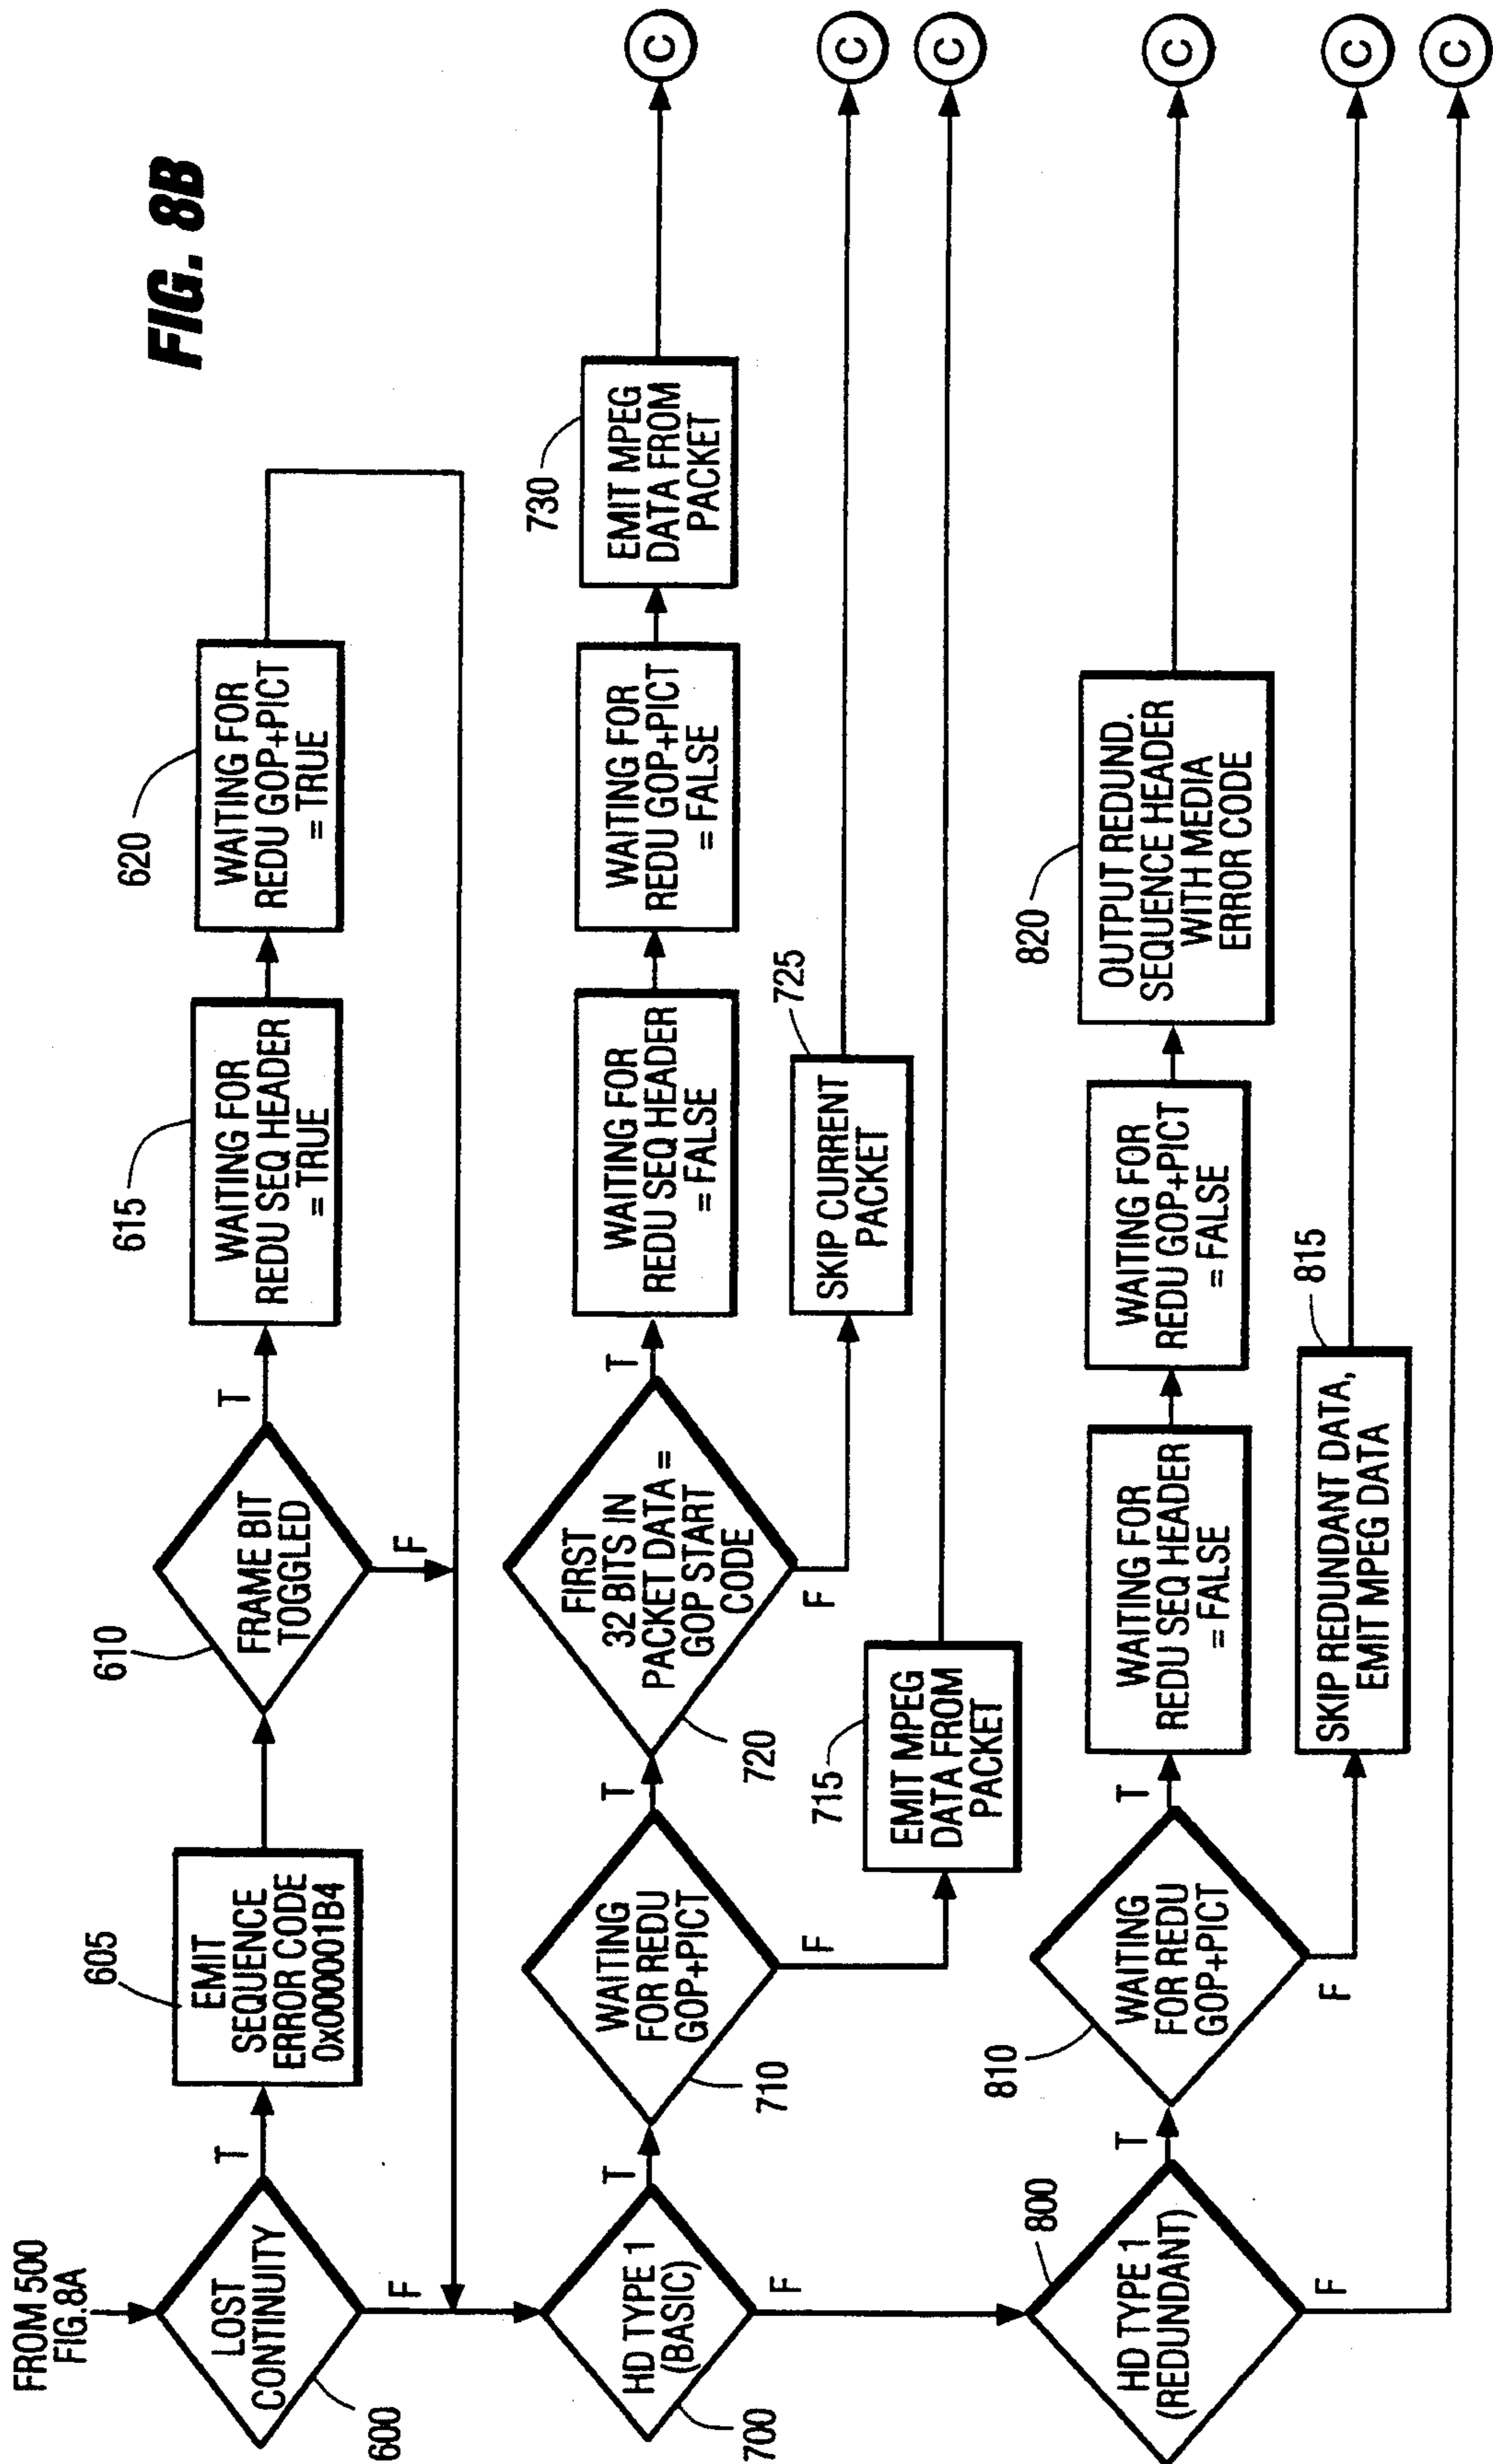 FIG. 8B
FROM 500
FIG.8A
LOST
CONTINUITY
600
T
F
EMIT
SEQUENCE
ERROR CODE
0x000001B4
605
FRAME BIT
TOGGLED
610
T
F
WAITING FOR
REDU SEQ HEADER
= TRUE
615
WAITING FOR
REDU GOP+PICT
= TRUE
620
HD TYPE 1
(BASIC)
700
T
F
WAITING
FOR REDU
GOP+PICT
710
T
F
EMIT MPEG
DATA FROM
PACKET
715
C
FIRST
32 BITS IN
PACKET DATA =
GOP START
CODE
720
T
F
SKIP CURRENT
PACKET
725
C
WAITING FOR
REDU SEQ HEADER
= FALSE
WAITING FOR
REDU GOP+PICT
= FALSE
EMIT MPEG
DATA FROM
PACKET
730
C
HD TYPE 1
(REDUNDANT)
800
T
F
C
WAITING
FOR REDU
GOP+PICT
810
T
F
SKIP REDUNDANT DATA,
EMIT MPEG DATA
815
C
WAITING FOR
REDU SEQ HEADER
= FALSE
WAITING FOR
REDU GOP+PICT
= FALSE
OUTPUT REDUND.
SEQUENCE HEADER
WITH MEDIA
ERROR CODE
820
C